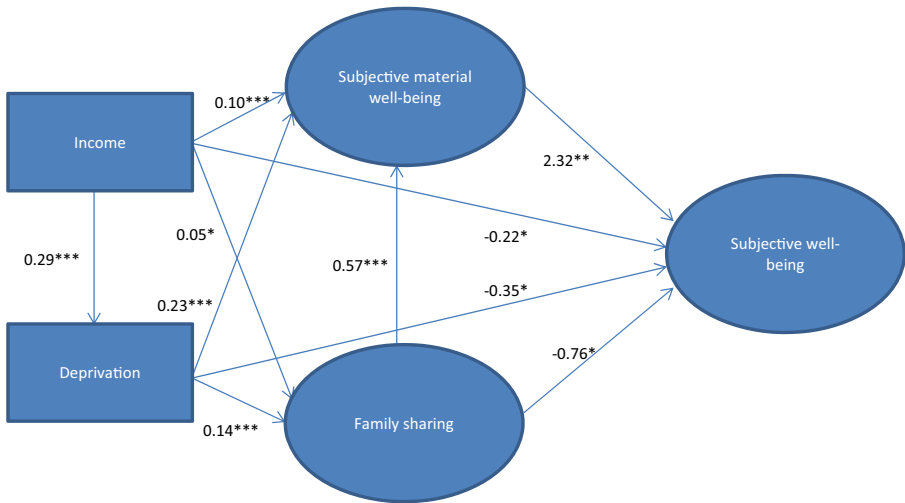 Subjective material
well-being
0.10***
Income
2.32**
0.05*
-0.22*
Subjective well-
being
0.29***
0.57***
0.23***
-0.35*
Deprivation
-0.76*
0.14***
Family sharing